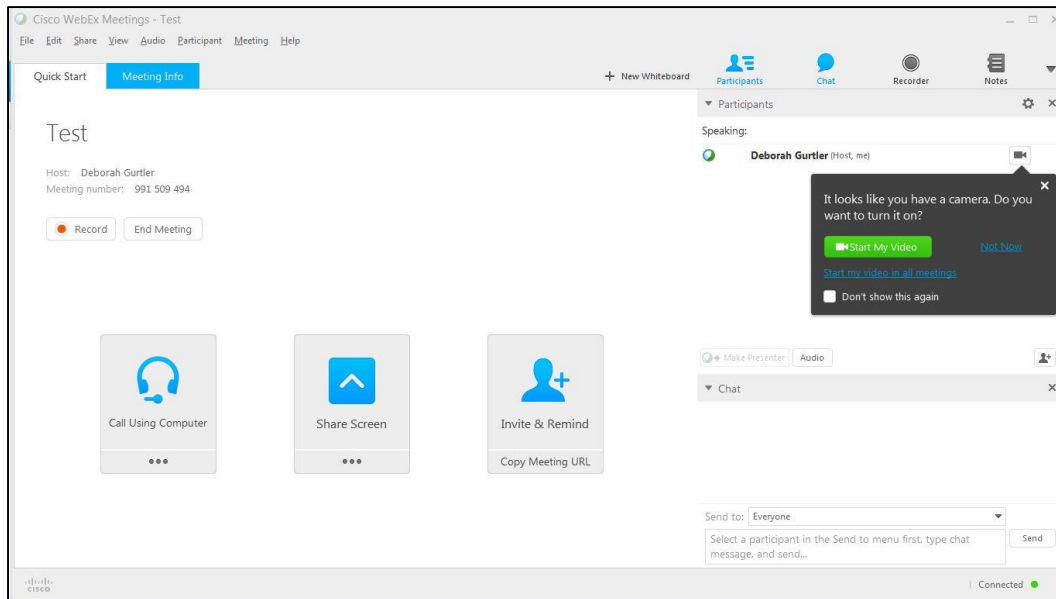 Cisco WebEx Meetings - Test
File Edit Share View Audio Participant Meeting Help
Quick Start Meeting Info + New Whiteboard Participants Chat Recorder Notes
Participants
Speaking:
Test
Deborah Gurtler (Host, me)
Host: Deborah Gurtler
Meeting number: 991 509 494
It looks like you have a camera. Do you
want to turn it on?
Record End Meeting
Start My Video Not Now
Start my video in all meetings
Don't show this again
Make Presenter Audio
Chat
Call Using Computer Share Screen Invite & Remind
Copy Meeting URL
Send to: Everyone
Select a participant in the Send to menu first, type chat
message, and send...
Send
cisco
Connected